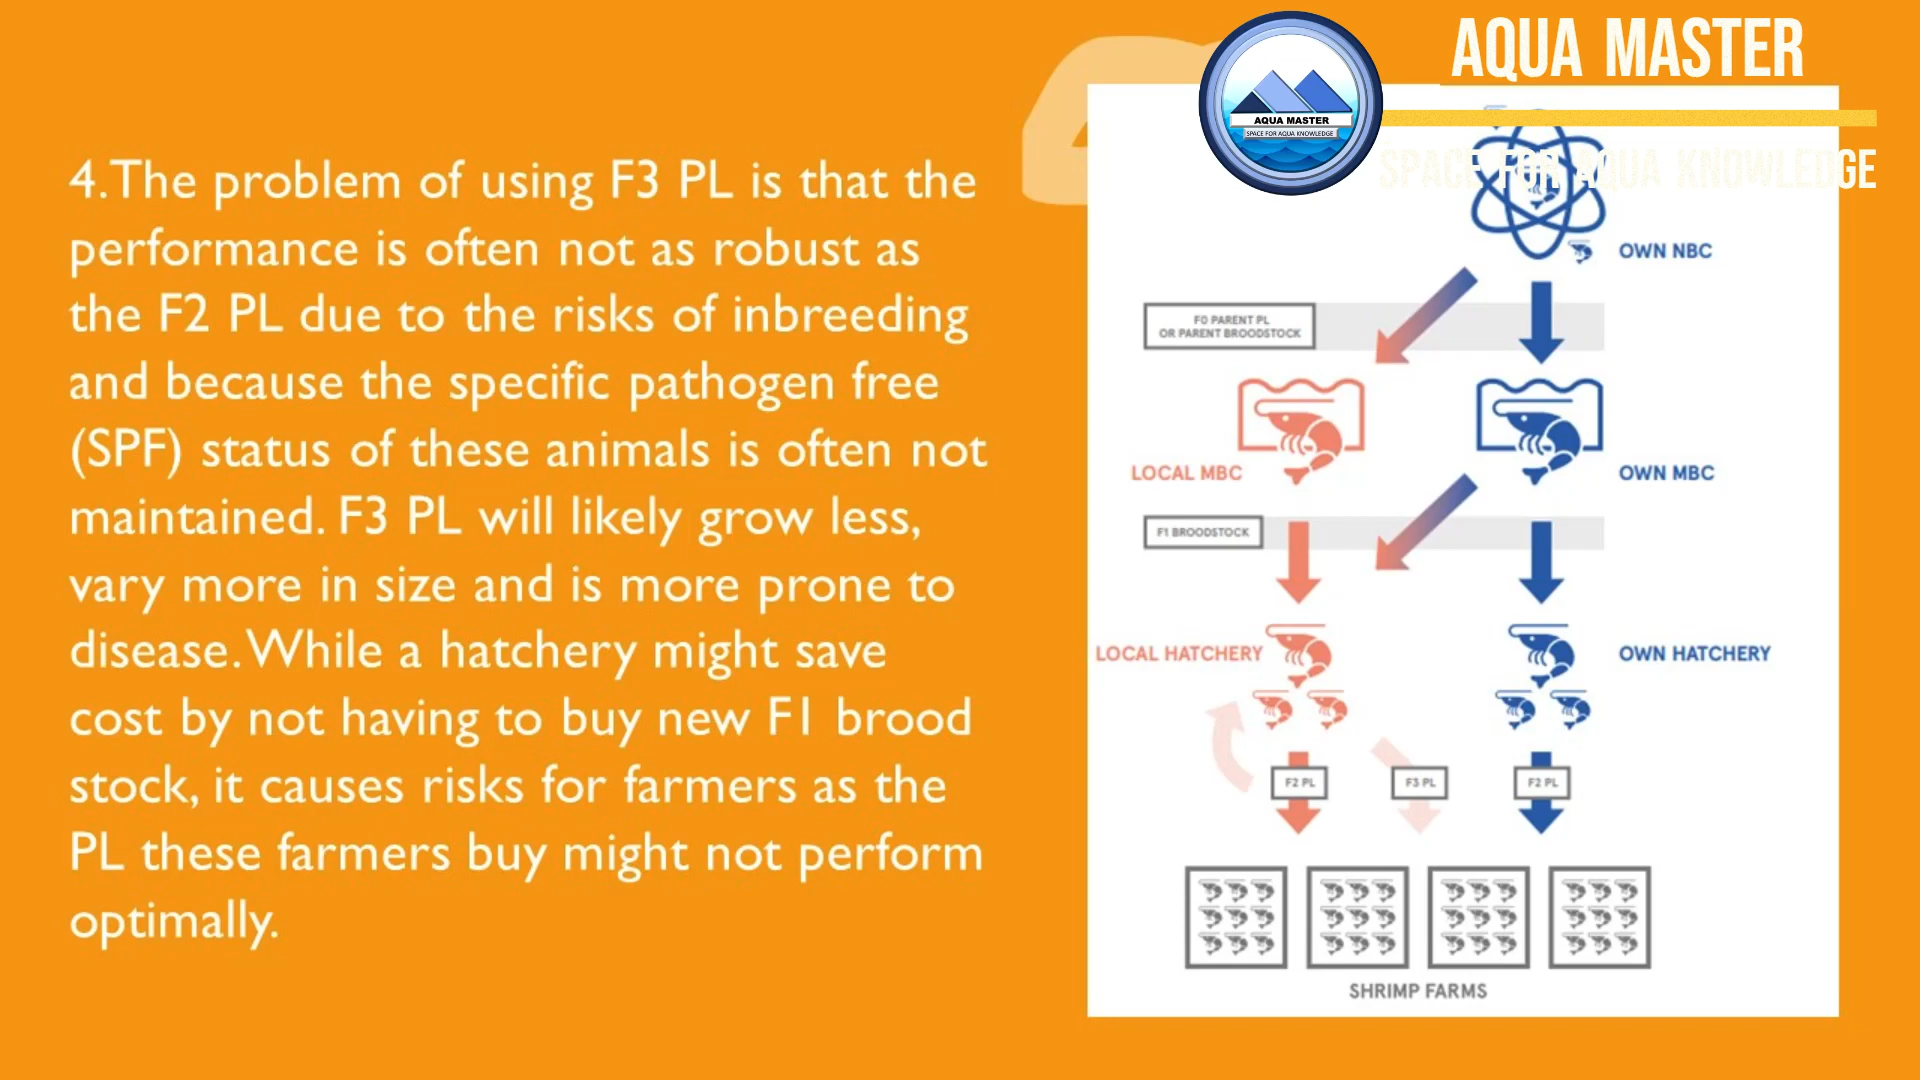 AQUA MASTER
SPACE FOR AQUA KNOWLEDGE
AQUA MASTER
SPACE FOR AQUA KNOWLEDGE
4. The problem of using F3 PL is that the
performance is often not as robust as
the F2 PL due to the risks of inbreeding
and because the specific pathogen free
(SPF) status of these animals is often not
maintained. F3 PL will likely grow less,
vary more in size and is more prone to
disease. While a hatchery might save
cost by not having to buy new F1 brood
stock, it causes risks for farmers as the
PL these farmers buy might not perform
optimally.
OWN NBC
F0 PARENT PL
OR PARENT BROODSTOCK
LOCAL MBC
OWN MBC
F1 BROODSTOCK
LOCAL HATCHERY
OWN HATCHERY
F2 PL
F3 PL
F2 PL
SHRIMP FARMS